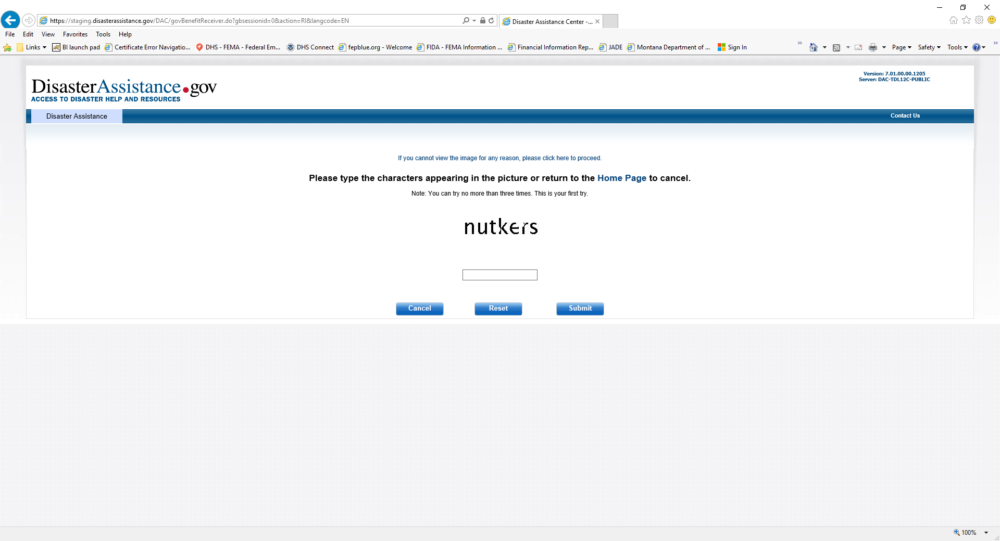 https://staging.disasterassistance.gov/DAC/govBenefitReceiver.do?gbsessionid=0&action=RI&langcode=EN
Disaster Assistance Center -...
File Edit View Favorites Tools Help
Links BI launch pad Certificate Error Navigatio... DHS - FEMA - Federal Em... DHS Connect fepblue.org - Welcome FIDA - FEMA Information ... Financial Information Rep... JADE Montana Department of ... Sign In Page Safety Tools
Version: 7.01.00.00.1205
Server: DAC-TDL12C-PUBLIC
DisasterAssistance.gov
ACCESS TO DISASTER HELP AND RESOURCES
Disaster Assistance Contact Us
If you cannot view the image for any reason, please click here to proceed.
Please type the characters appearing in the picture or return to the Home Page to cancel.
Note: You can try no more than three times. This is your first try.
nutkers
Cancel Reset Submit
100%